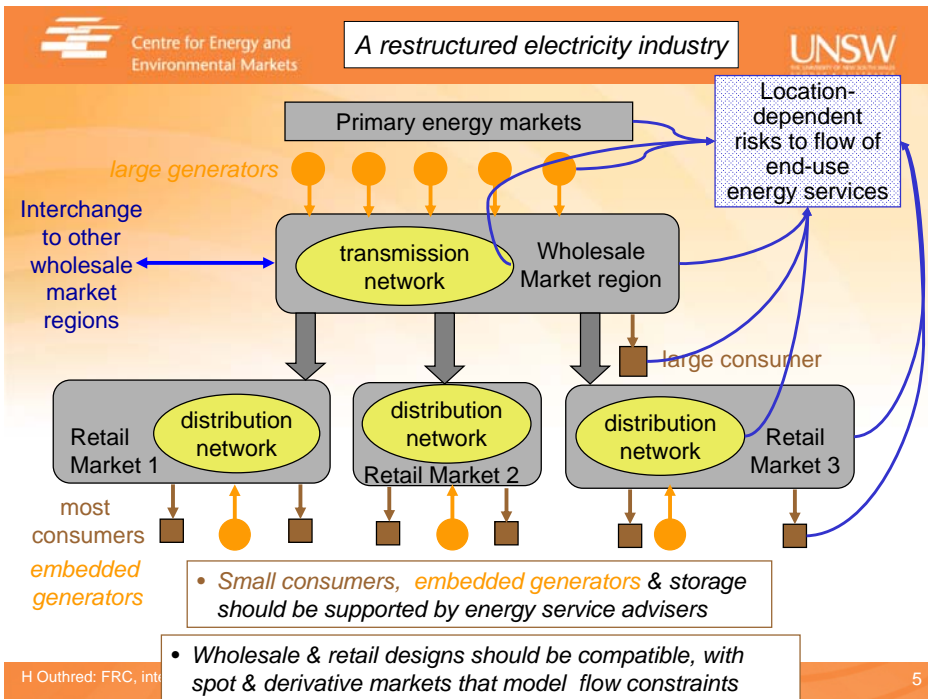 Centre for Energy and
Environmental Markets
A restructured electricity industry
UNSW
Location-
dependent
risks to flow of
end-use
energy services
Primary energy markets
large generators
Interchange
to other
wholesale
market
regions
transmission
network
Wholesale
Market region
large consumer
distribution
network
Retail
Market 1
distribution
network
Retail Market 2
distribution
network
Retail
Market 3
most
consumers
embedded
generators
• Small consumers, embedded generators & storage
should be supported by energy service advisers
• Wholesale & retail designs should be compatible, with
spot & derivative markets that model flow constraints
H Outhred: FRC, inte
5